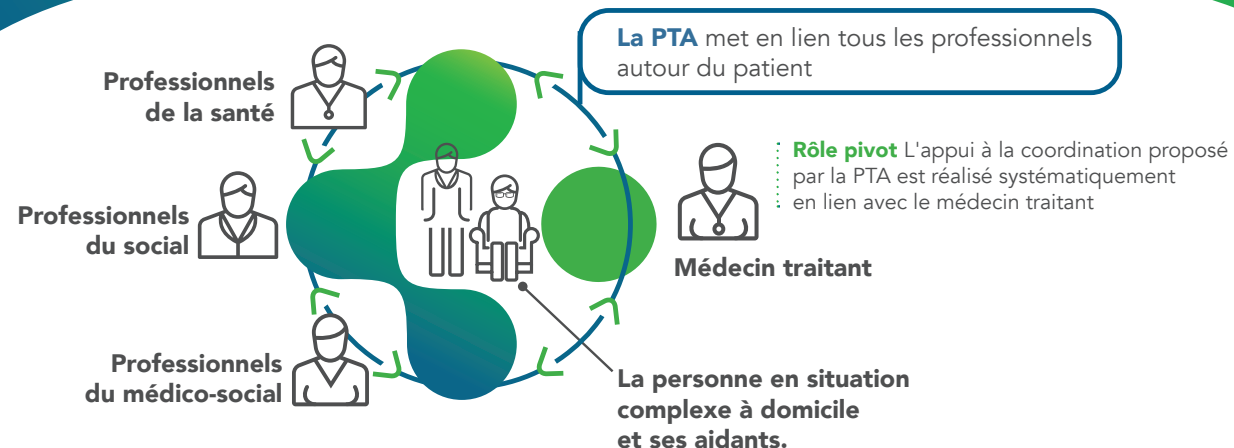 La PTA met en lien tous les professionnels
autour du patient
Professionnels
de la santé
Rôle pivot L'appui à la coordination proposé
par la PTA est réalisé systématiquement
en lien avec le médecin traitant
Professionnels
du social
Médecin traitant
Professionnels
du médico-social
La personne en situation
complexe à domicile
et ses aidants.